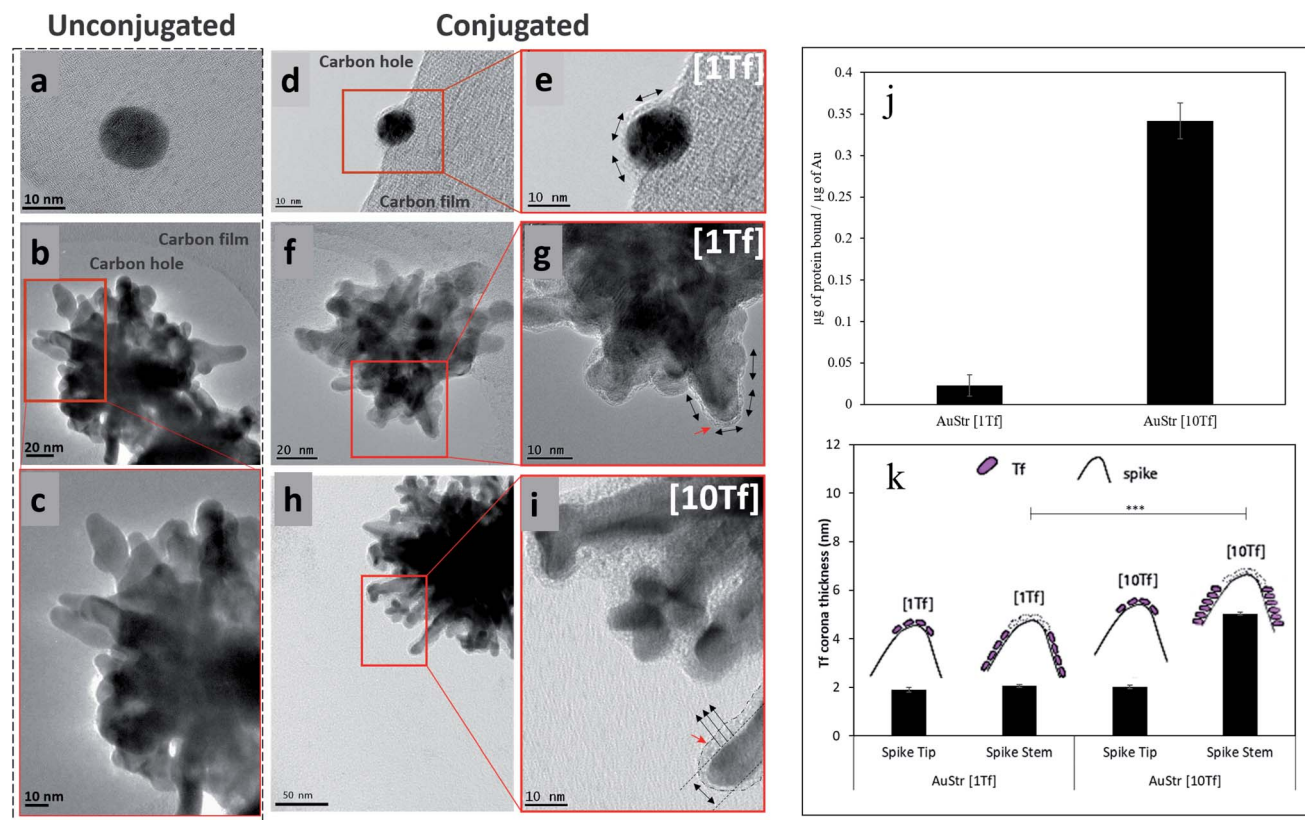 Unconjugated
Conjugated
a
10 nm
b
Carbon film
Carbon hole
20 nm
c
10 nm
d
Carbon hole
Carbon film
10 nm
e
[1Tf]
10 nm
f
20 nm
g
[1Tf]
10 nm
h
50 nm
i
[10Tf]
10 nm
j
µg of protein bound / µg of Au
0.4
0.35
0.3
0.25
0.2
0.15
0.1
0.05
0
AuStr [1Tf]
AuStr [10Tf]
k
Tf
spike
***
Tf corona thickness (nm)
12
10
8
6
4
2
0
[1Tf]
[1Tf]
[10Tf]
[10Tf]
Spike Tip
Spike Stem
Spike Tip
Spike Stem
AuStr [1Tf]
AuStr [10Tf]